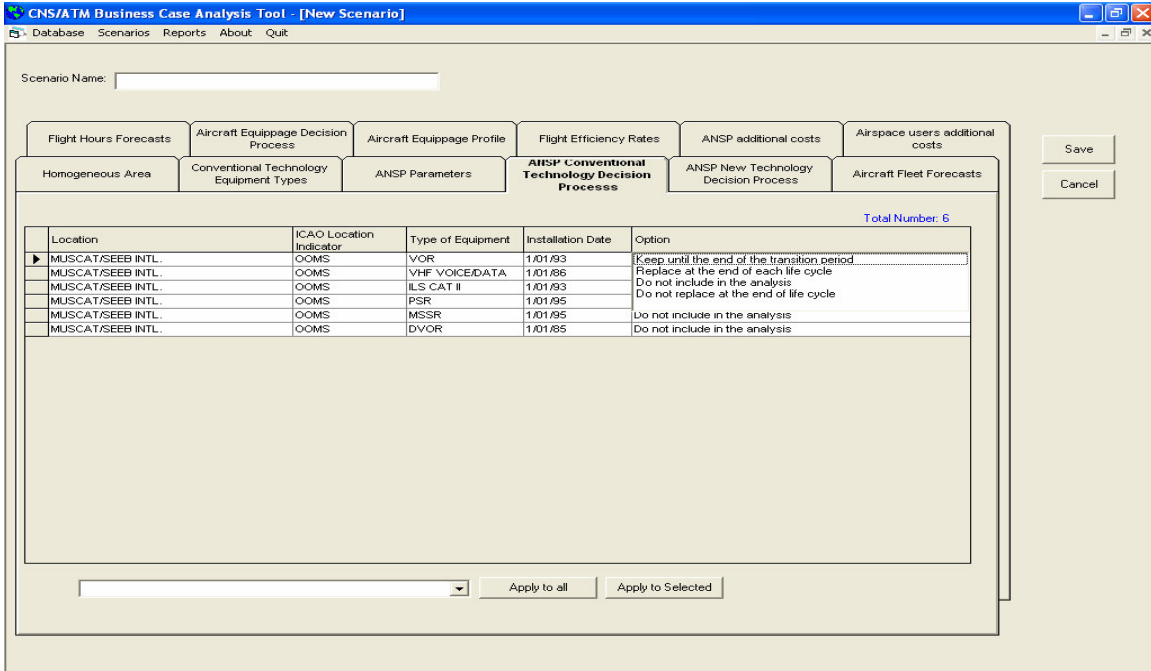 CNS/ATM Business Case Analysis Tool - [New Scenario]
Database Scenarios Reports About Quit
Scenario Name:
Flight Hours Forecasts
Aircraft Equippage Decision
Process
Aircraft Equippage Profile
Flight Efficiency Rates
ANSP additional costs
Airspace users additional
costs
Save
Homogeneous Area
Conventional Technology
Equipment Types
ANSP Parameters
ANSP Conventional
Technology Decision
Processs
ANSP New Technology
Decision Process
Aircraft Fleet Forecasts
Cancel
Total Number: 6
Location ICAO Location Indicator Type of Equipment Installation Date Option
MUSCAT/SEEB INTL. OOMS VOR 1/01/93 Keep until the end of the transition period
MUSCAT/SEEB INTL. OOMS VHF VOICE/DATA 1/01/86 Replace at the end of each life cycle
MUSCAT/SEEB INTL. OOMS ILS CAT II 1/01/93 Do not include in the analysis
Do not replace at the end of life cycle
MUSCAT/SEEB INTL. OOMS PSR 1/01/95
MUSCAT/SEEB INTL. OOMS MSSR 1/01/95 Do not include in the analysis
MUSCAT/SEEB INTL. OOMS DVOR 1/01/85 Do not include in the analysis
Apply to all Apply to Selected